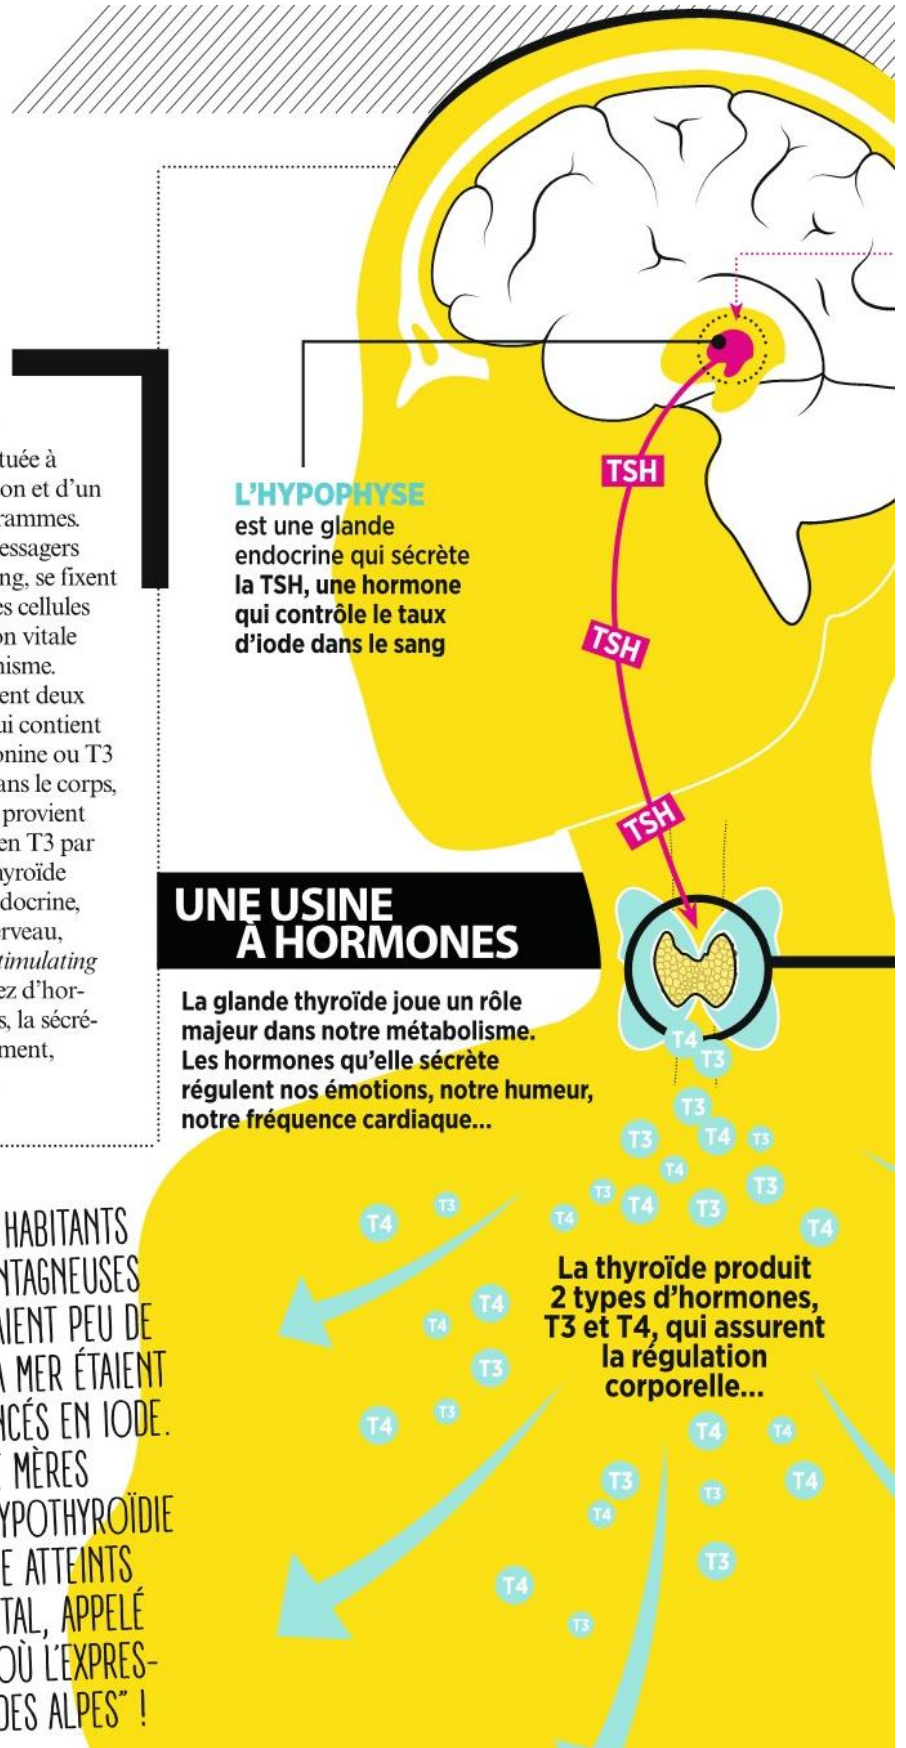 tuée à
on et d'un
rammes.
essagers
ng, se fixent
es cellules
on vitale
nisme.
ent deux
ui contient
onine ou T3
ans le corps,
provient
en T3 par
hyroïde
docrine,
erveau,
timulating
ez d'hor-
s, la sécré-
ment,
HABITANTS
NTAGNEUSES
AIENT PEU DE
A MER ÉTAIENT
NCÉS EN IODE.
E MÈRES
YPOTHYROÏDIE
E ATTEINTS
TAL, APPELÉ
OÙ L'EXPRES-
DES ALPES" !
L'HYPOPHYSE
est une glande
endocrine qui sécrète
la TSH, une hormone
qui contrôle le taux
d'iode dans le sang
TSH
TSH
TSH
UNE USINE
À HORMONES
La glande thyroïde joue un rôle
majeur dans notre métabolisme.
Les hormones qu'elle sécrète
régulent nos émotions, notre humeur,
notre fréquence cardiaque...
T4
T3
T3
T3 T4 T3
T4
T3 T4 T3 T3
T4 T3 T4 T4
La thyroïde produit
2 types d'hormones,
T3 et T4, qui assurent
la régulation
corporelle...
T4
T4
T3
T4 T3
T4 T4
T3 T3 T4
T4
T3
T4
T3